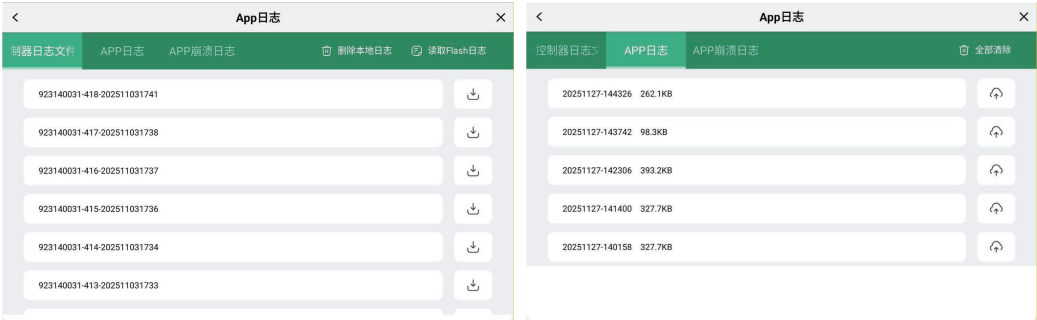 App日志
制器日志文件 APP日志 APP崩溃日志 删除本地日志 读取Flash日志
923140031-418-202511031741
923140031-417-202511031738
923140031-416-202511031737
923140031-415-202511031736
923140031-414-202511031734
923140031-413-202511031733
App日志
控制器日志 APP日志 APP崩溃日志 全部清除
20251127-144326 262.1KB
20251127-143742 98.3KB
20251127-142306 393.2KB
20251127-141400 327.7KB
20251127-140158 327.7KB